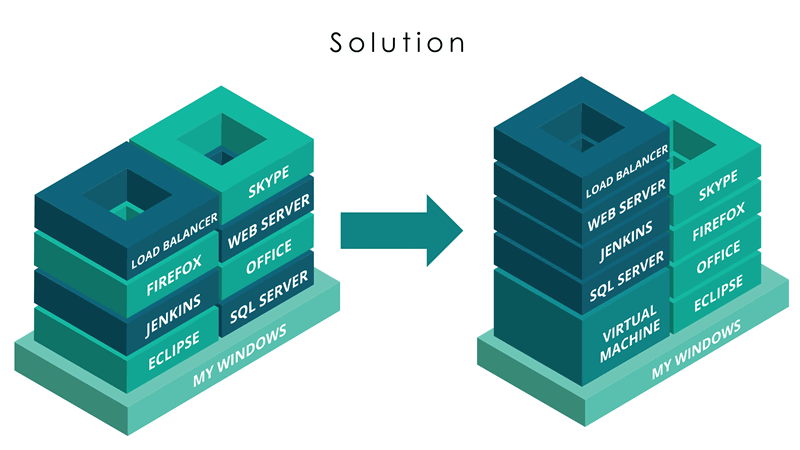 Solution
LOAD BALANCER
FIREFOX
JENKINS
ECLIPSE
SKYPE
WEB SERVER
OFFICE
SQL SERVER
MY WINDOWS
LOAD BALANCER
WEB SERVER
JENKINS
SQL SERVER
VIRTUAL
MACHINE
SKYPE
FIREFOX
OFFICE
ECLIPSE
MY WINDOWS